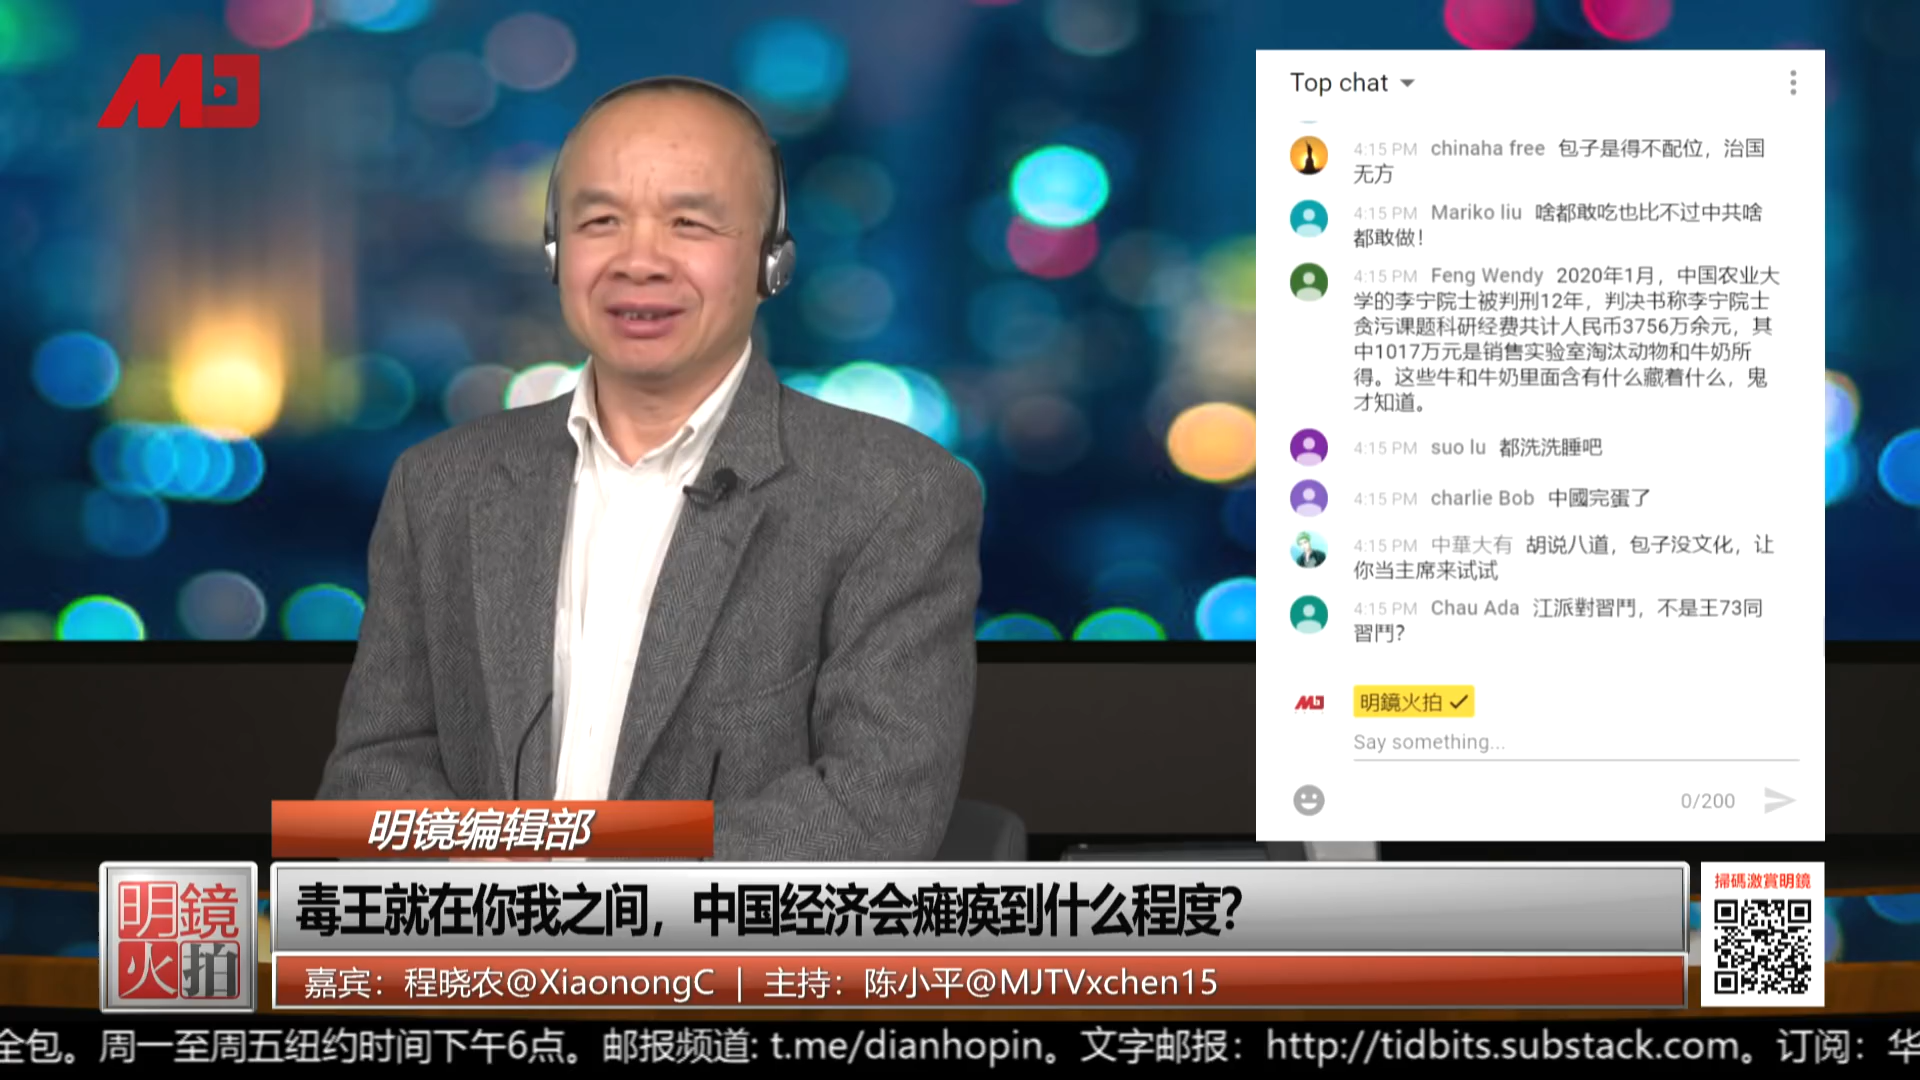 MD
Top chat
4:15 PM chinaha free 包子是得不配位，治国
无方
4:15 PM Mariko liu 啥都敢吃也比不过中共啥
都敢做！
4:15 PM Feng Wendy 2020年1月，中国农业大
学的李宁院士被判刑12年，判决书称李宁院士
贪污课题科研经费共计人民币3756万余元，其
中1017万元是销售实验室淘汰动物和牛奶所
得。这些牛和牛奶里面含有什么藏着什么，鬼
才知道。
4:15 PM suo lu 都洗洗睡吧
4:15 PM charlie Bob 中國完蛋了
4:15 PM 中華大有 胡说八道，包子没文化，让
你当主席来试试
4:15 PM Chau Ada 江派對習鬥，不是王73同
習鬥？
MD
明鏡火拍
Say something...
0/200
明镜编辑部
明鏡
火拍
毒王就在你我之间，中国经济会瘫痪到什么程度？
嘉宾：程晓农@XiaonongC | 主持：陈小平@MJTVxchen15
掃碼激賞明鏡
全包。周一至周五纽约时间下午6点。邮报频道: t.me/dianhopin。文字邮报：http://tidbits.substack.com。订阅：华